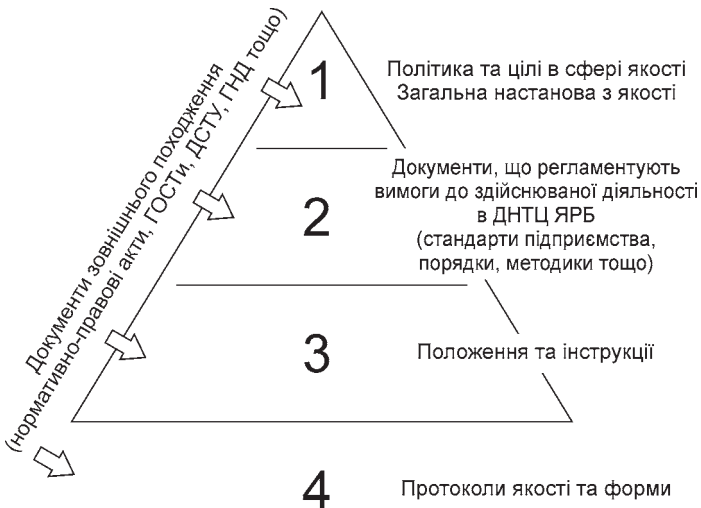 Документи зовнішнього походження
(нормативно-правові акти, ГОСТи, ДСТУ, ГНД тощо)
1
Політика та цілі в сфері якості
Загальна настанова з якості
2
Документи, що регламентують
вимоги до здійснюваної діяльності
в ДНТЦ ЯРБ
(стандарти підприємства,
порядки, методики тощо)
3
Положення та інструкції
4
Протоколи якості та форми